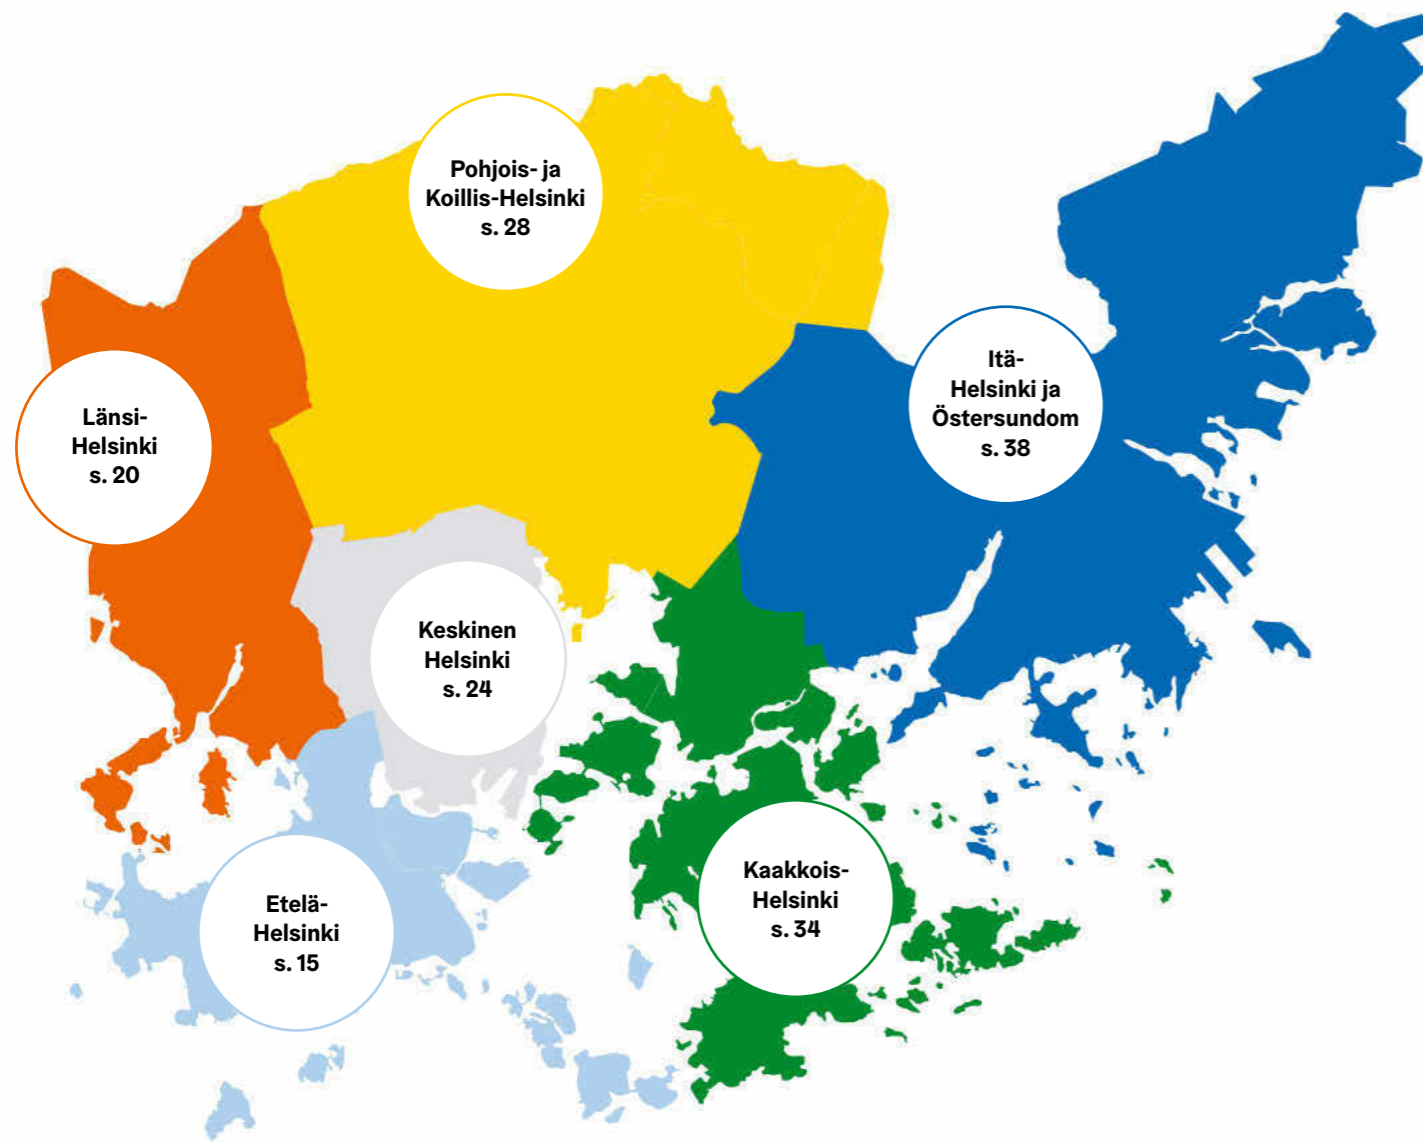 Pohjois- ja
Koillis-Helsinki
s. 28
Itä-
Helsinki ja
Östersundom
s. 38
Länsi-
Helsinki
s. 20
Keskinen
Helsinki
s. 24
Kaakkois-
Helsinki
s. 34
Etelä-
Helsinki
s. 15